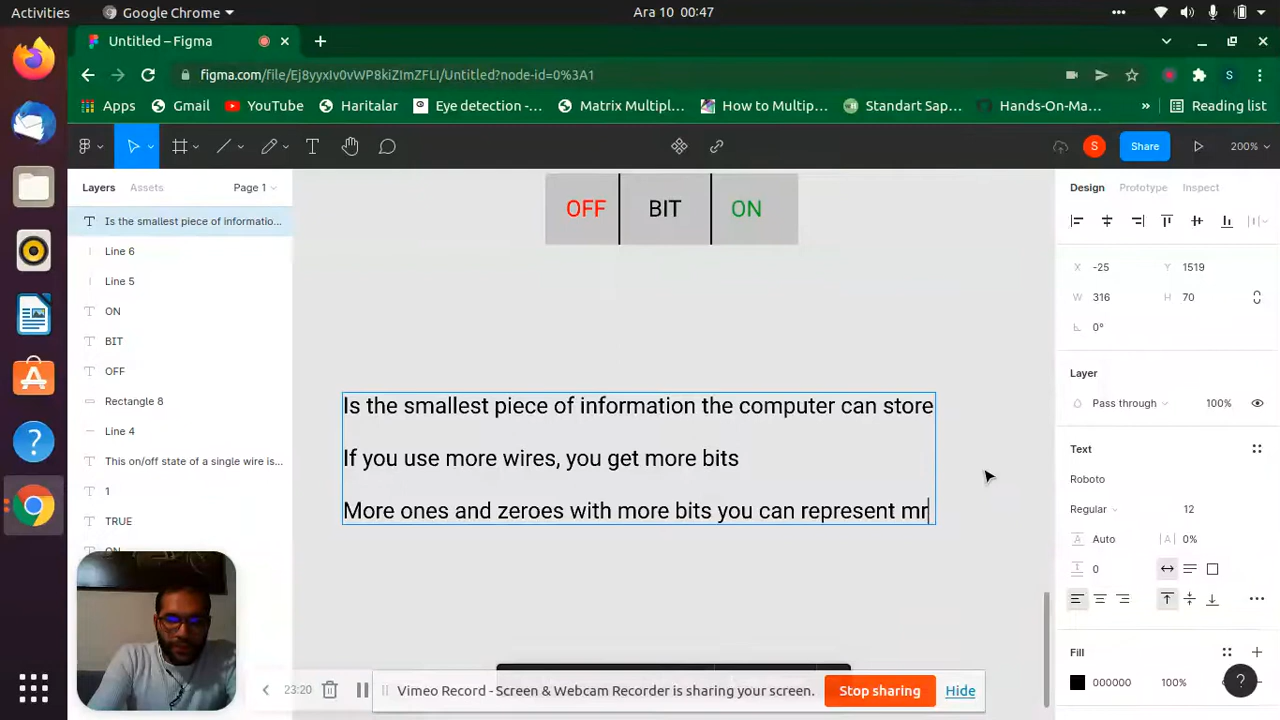 Activities
Google Chrome
Ara 10 00:47
Untitled – Figma
figma.com/file/Ej8yyxIv0vWP8kiZImZFLI/Untitled?node-id=0%3A1
S
Apps
Gmail
YouTube
Haritalar
Eye detection -...
Matrix Multipl...
How to Multip...
Standart Sap...
Hands-On-Ma...
»
Reading list
S
Share
200%
Layers
Assets
Page 1
Design
Prototype
Inspect
OFF
BIT
ON
Is the smallest piece of informatio...
Line 6
Line 5
ON
BIT
OFF
Rectangle 8
Line 4
This on/off state of a single wire is...
1
TRUE
ON
X -25 Y 1519
W 316 H 70
0°
Layer
Pass through 100%
Text
Roboto
Regular 12
Auto 0%
0
Fill
000000 100%
Is the smallest piece of information the computer can store
If you use more wires, you get more bits
More ones and zeroes with more bits you can represent mr
23:20
Vimeo Record - Screen & Webcam Recorder is sharing your screen.
Stop sharing
Hide
?